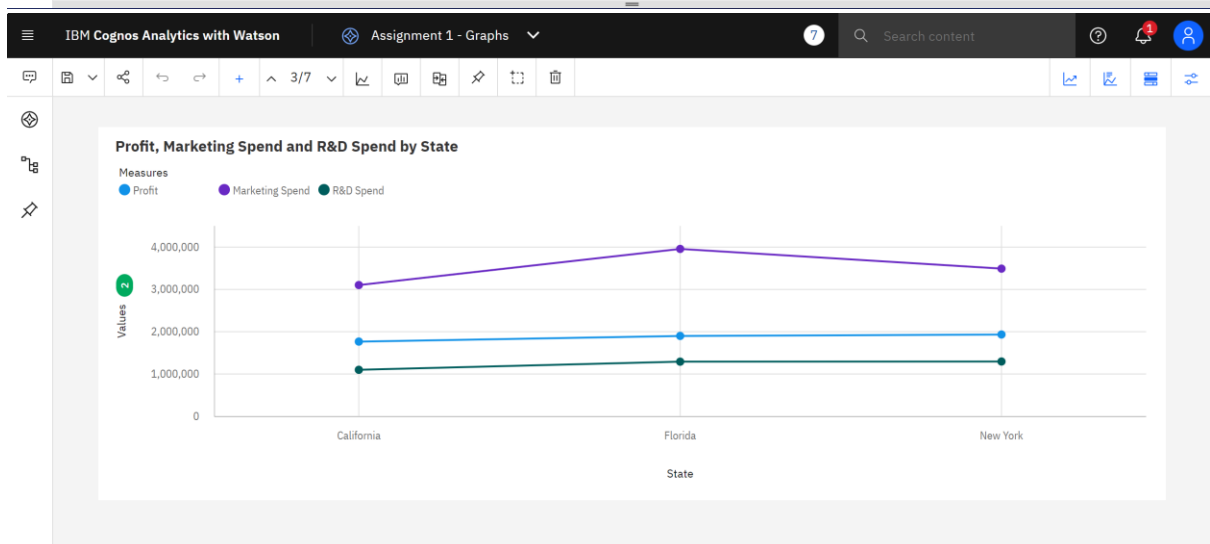 IBM Cognos Analytics with Watson
Assignment 1 - Graphs
7
Search content
1
3/7
Profit, Marketing Spend and R&D Spend by State
Measures
Profit
Marketing Spend
R&D Spend
4,000,000
3,000,000
2,000,000
1,000,000
0
Values
2
California
Florida
New York
State